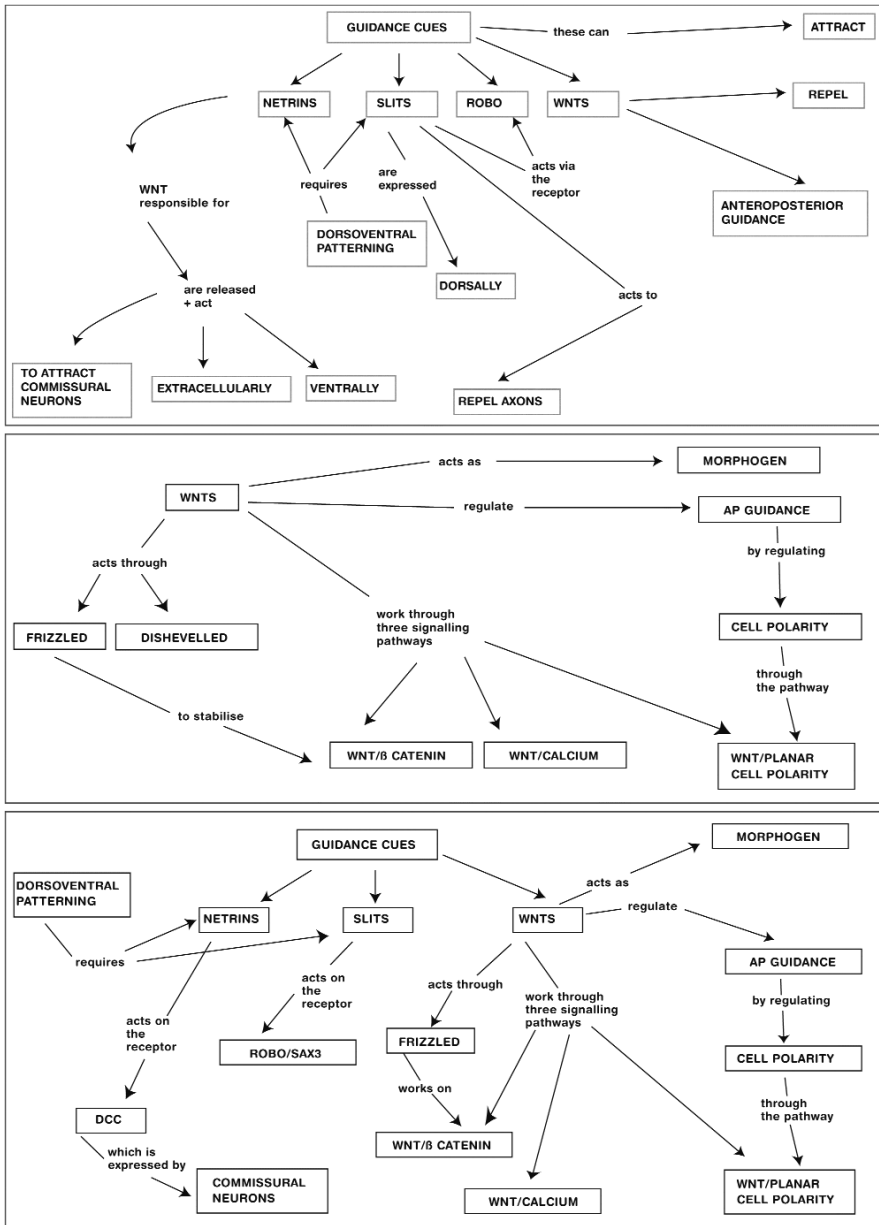 GUIDANCE CUES
these can
ATTRACT
NETRINS
SLITS
ROBO
WNTS
REPEL
WNT
responsible for
requires
are
expressed
acts via
the
receptor
ANTEROPOSTERIOR
GUIDANCE
DORSOVENTRAL
PATTERNING
DORSALLY
are released
+ act
acts to
TO ATTRACT
COMMISSURAL
NEURONS
EXTRACELLULARLY
VENTRALLY
REPEL AXONS
acts as
MORPHOGEN
WNTS
regulate
AP GUIDANCE
by regulating
acts through
FRIZZLED
DISHEVELLED
work through
three signalling
pathways
CELL POLARITY
through
the pathway
to stabilise
WNT/ß CATENIN
WNT/CALCIUM
WNT/PLANAR
CELL POLARITY
GUIDANCE CUES
MORPHOGEN
DORSOVENTRAL
PATTERNING
acts as
NETRINS
SLITS
WNTS
regulate
requires
AP GUIDANCE
acts on
the
receptor
acts through
work through
three signalling
pathways
by regulating
acts on
the
receptor
ROBO/SAX3
FRIZZLED
CELL POLARITY
works on
through
the pathway
DCC
WNT/ß CATENIN
which is
expressed by
COMMISSURAL
NEURONS
WNT/CALCIUM
WNT/PLANAR
CELL POLARITY